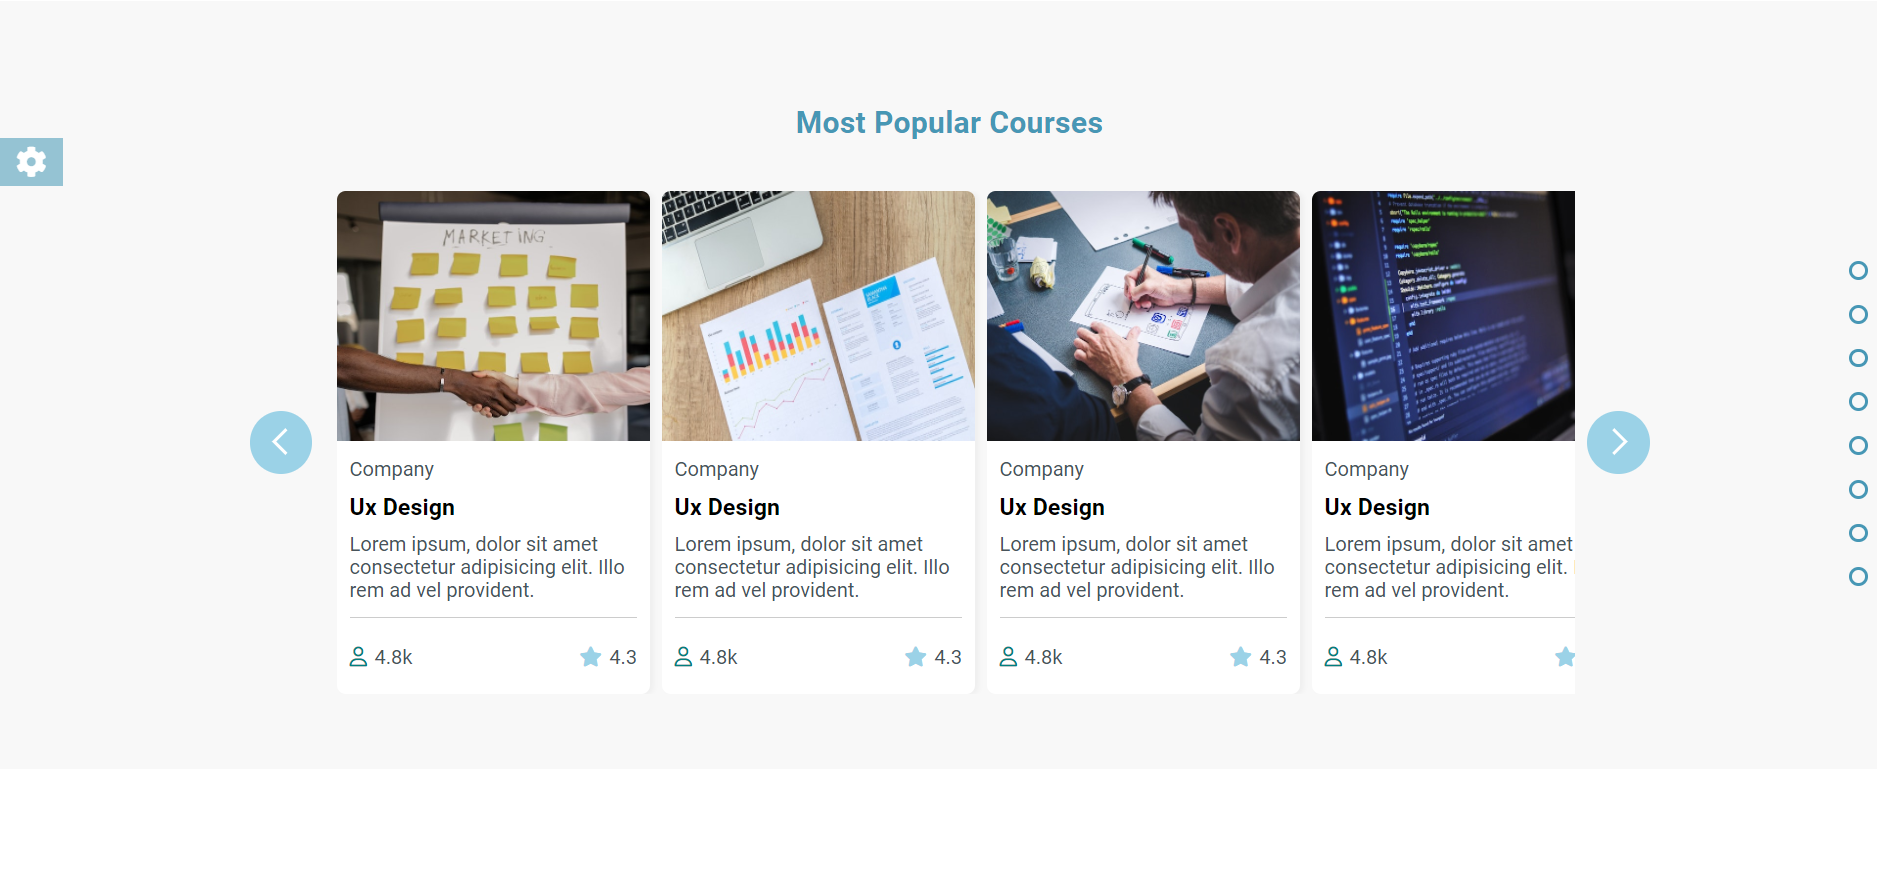 Most Popular Courses
MARKETING
Company
Ux Design
Lorem ipsum, dolor sit amet
consectetur adipisicing elit. Illo
rem ad vel provident.
4.8k
4.3
Company
Ux Design
Lorem ipsum, dolor sit amet
consectetur adipisicing elit. Illo
rem ad vel provident.
4.8k
4.3
Company
Ux Design
Lorem ipsum, dolor sit amet
consectetur adipisicing elit. Illo
rem ad vel provident.
4.8k
4.3
Company
Ux Design
Lorem ipsum, dolor sit amet
consectetur adipisicing elit.
rem ad vel provident.
4.8k